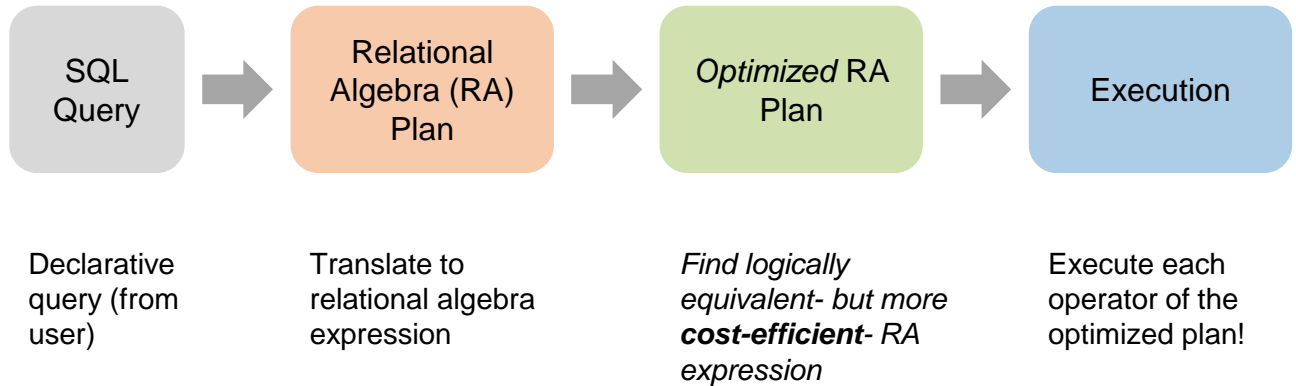 SQL
Query
Relational
Algebra (RA)
Plan
Optimized RA
Plan
Execution
Declarative
query (from
user)
Translate to
relational algebra
expression
Find logically
equivalent- but more
cost-efficient- RA
expression
Execute each
operator of the
optimized plan!